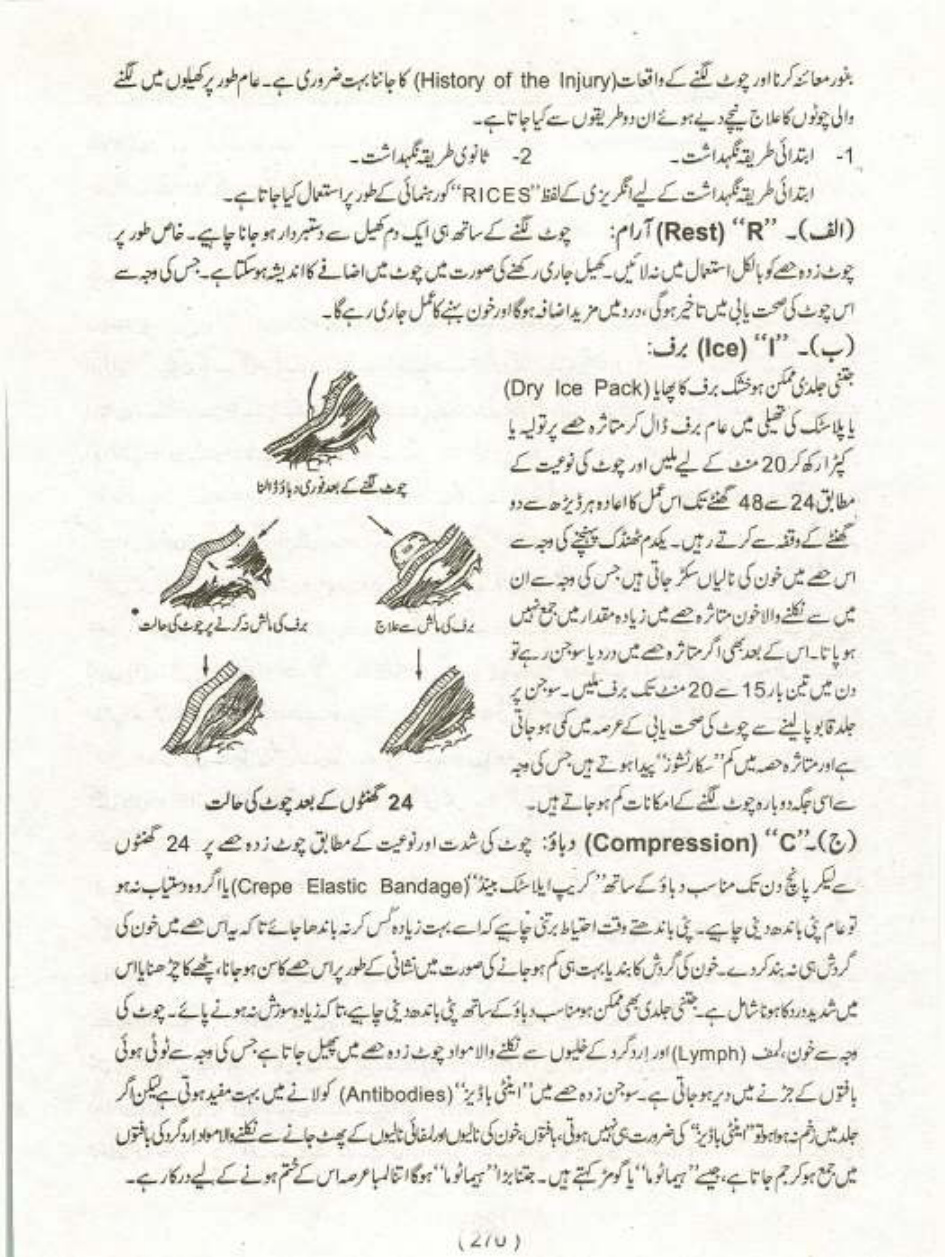 بغور معائنہ کرنا اور چوٹ لگنے کے واقعات (History of the Injury) کا جاننا بہت ضروری ہے۔ عام طور پر کھیلوں میں لگنے
والی چوٹوں کا علاج نیچے دیے ہوئے ان دو طریقوں سے کیا جاتا ہے۔
1- ابتدائی طریقہ نگہداشت۔ 2- ثانوی طریقہ نگہداشت۔
ابتدائی طریقہ نگہداشت کے لیے انگریزی کے لفظ "RICES" کو رہنمائی کے طور پر استعمال کیا جاتا ہے۔
(الف)۔ "R" (Rest) آرام: چوٹ لگنے کے ساتھ ہی ایک دم کھیل سے دستبردار ہو جانا چاہیے۔ خاص طور پر
چوٹ زدہ حصے کو بالکل استعمال میں نہ لائیں۔ کھیل جاری رکھنے کی صورت میں چوٹ میں اضافے کا اندیشہ ہو سکتا ہے۔ جس کی وجہ سے
اس چوٹ کی صحت یابی میں تاخیر ہو گی، درد میں مزید اضافہ ہو گا اور خون بہنے کا عمل جاری رہے گا۔
(ب)۔ "I" (Ice) برف:
جتنی جلدی ممکن ہو خشک برف کا پھایا (Dry Ice Pack)
یا پلاسٹک کی تھیلی میں عام برف ڈال کر متاثرہ حصے پر تولیہ یا
کپڑا رکھ کر 20 منٹ کے لیے ملیں اور چوٹ کی نوعیت کے
مطابق 24 سے 48 گھنٹے تک اس عمل کا اعادہ ہر ڈیڑھ سے دو
گھنٹے کے وقفہ سے کرتے رہیں۔ یکدم ٹھنڈک پہنچنے کی وجہ سے
اس حصے میں خون کی نالیاں سکڑ جاتی ہیں جس کی وجہ سے ان
میں سے نکلنے والا خون متاثرہ حصے میں زیادہ مقدار میں جمع نہیں
ہو پاتا۔ اس کے بعد بھی اگر متاثرہ حصے میں درد یا سوجن رہے تو
دن میں تین بار 15 سے 20 منٹ تک برف ملیں۔ سوجن پر
جلد قابو پا لینے سے چوٹ کی صحت یابی کے عرصہ میں کمی ہو جاتی
ہے اور متاثرہ حصہ میں کم "سکار ٹشوز" پیدا ہوتے ہیں جس کی وجہ
سے اسی جگہ دوبارہ چوٹ لگنے کے امکانات کم ہو جاتے ہیں۔
چوٹ لگنے کے بعد فوری دباؤ ڈالنا
برف کی مالش سے علاج
برف کی مالش نہ کرنے پر چوٹ کی حالت
24 گھنٹوں کے بعد چوٹ کی حالت
(ج)۔ "C" (Compression) دباؤ: چوٹ کی شدت اور نوعیت کے مطابق چوٹ زدہ حصے پر 24 گھنٹوں
سے لیکر پانچ دن تک مناسب دباؤ کے ساتھ "کریپ ایلاسٹک بینڈ" (Crepe Elastic Bandage) یا اگر وہ دستیاب نہ ہو
تو عام پٹی باندھ دینی چاہیے۔ پٹی باندھتے وقت احتیاط برتنی چاہیے کہ اسے بہت زیادہ کس کر نہ باندھا جائے تا کہ یہ اس حصے میں خون کی
گردش ہی نہ بند کر دے۔ خون کی گردش کا بند یا بہت ہی کم ہو جانے کی صورت میں نشانی کے طور پر اس حصے کا سن ہو جانا، پٹھے کا چڑھنا یا اس
میں شدید درد کا ہونا شامل ہے۔ جتنی جلدی بھی ممکن ہو مناسب دباؤ کے ساتھ پٹی باندھ دینی چاہیے، تا کہ زیادہ سوزش نہ ہونے پائے۔ چوٹ کی
وجہ سے خون، لمف (Lymph) اور اردگرد کے خلیوں سے نکلنے والا مواد چوٹ زدہ حصے میں پھیل جاتا ہے، جس کی وجہ سے ٹوٹی ہوئی
بافتوں کے جڑنے میں دیر ہو جاتی ہے۔ سوجن زدہ حصے میں "اینٹی باڈیز" (Antibodies) کو لانے میں بہت مفید ہوتی ہے لیکن اگر
جلد میں زخم نہ ہوا ہو تو "اینٹی باڈیز" کی ضرورت ہی نہیں ہوتی، بافتوں، خون کی نالیوں اور لمفائی نالیوں کے پھٹ جانے سے نکلنے والا مواد اردگرد کی بافتوں
میں جمع ہو کر جم جاتا ہے، جیسے "ہیماٹوما" یا گومڑ کہتے ہیں۔ جتنا بڑا "ہیماٹوما" ہو گا اتنا لمبا عرصہ اس کے ختم ہونے کے لیے درکار ہے۔
(270)